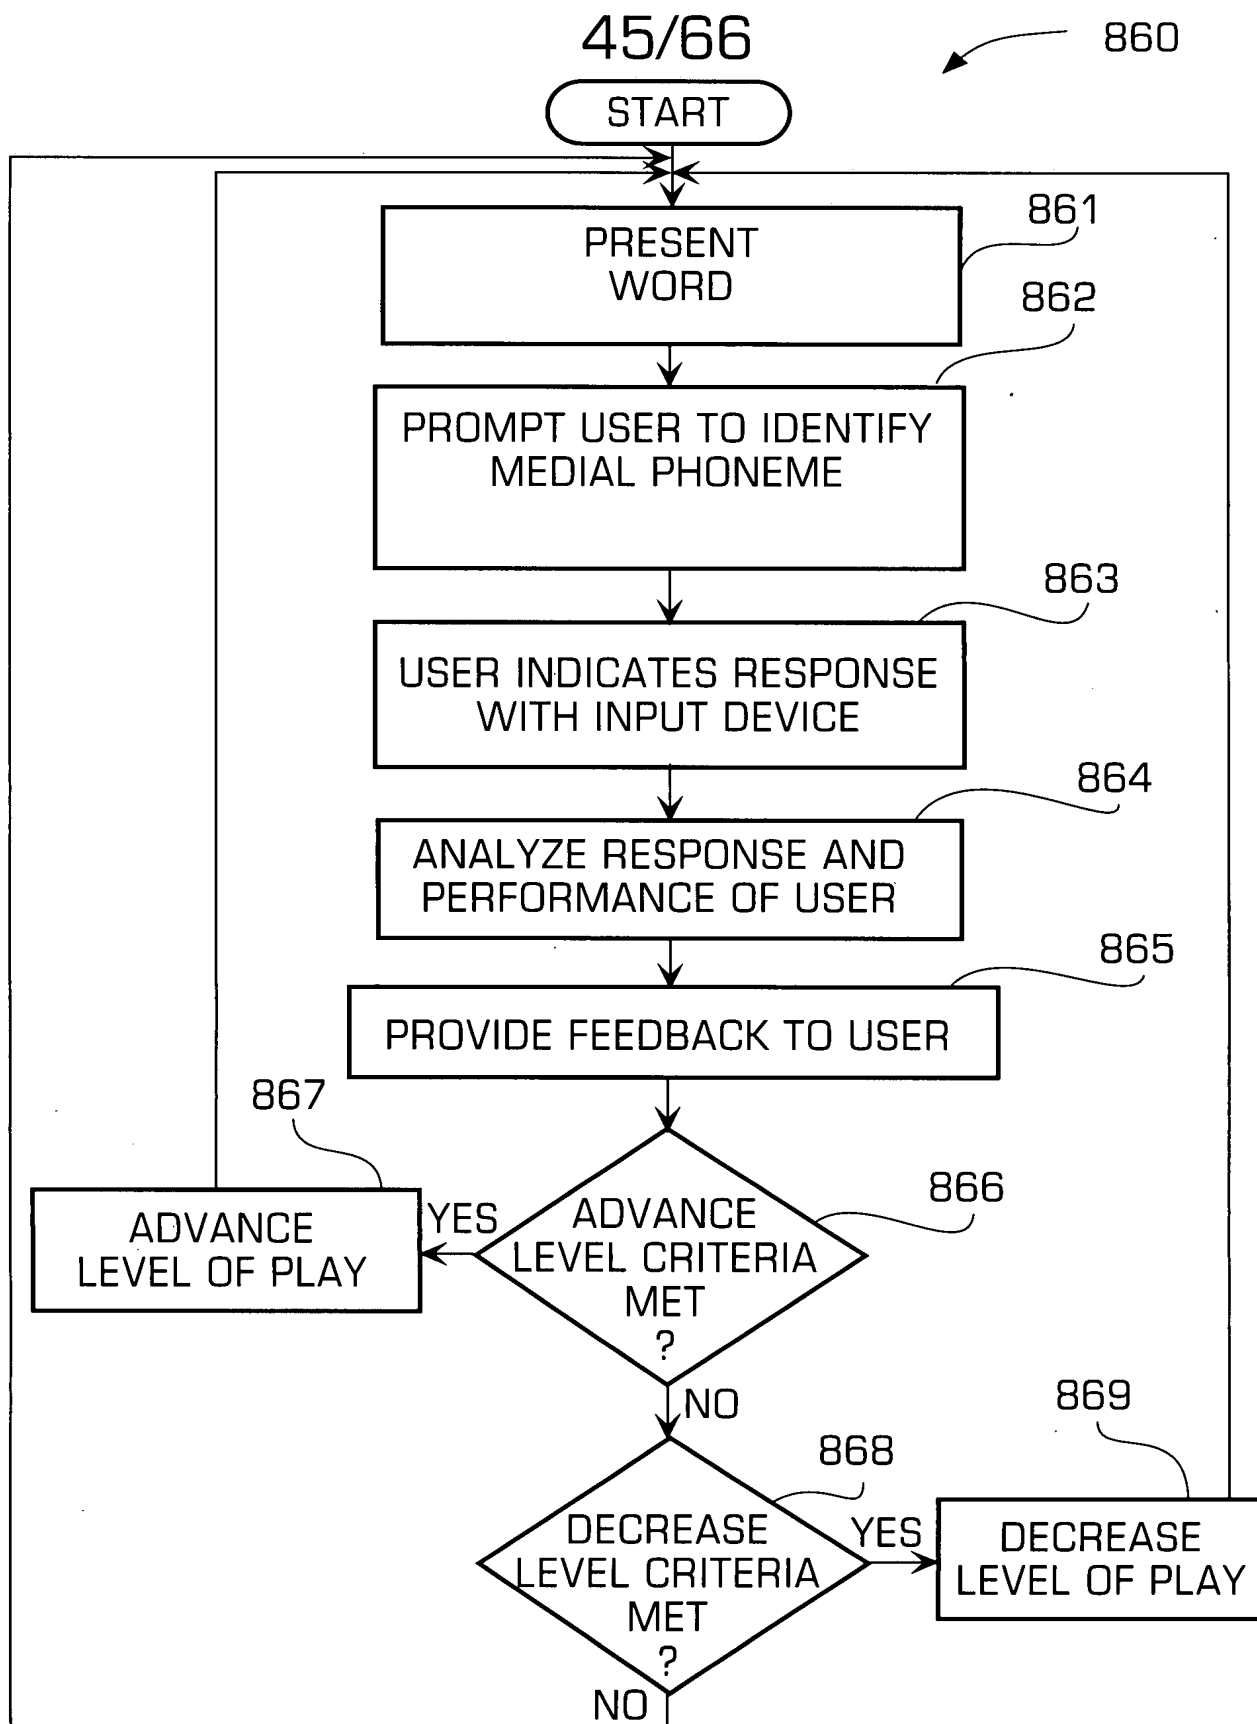 45/66
860
START
861
PRESENT
WORD
862
PROMPT USER TO IDENTIFY
MEDIAL PHONEME
863
USER INDICATES RESPONSE
WITH INPUT DEVICE
864
ANALYZE RESPONSE AND
PERFORMANCE OF USER
865
PROVIDE FEEDBACK TO USER
867
ADVANCE
LEVEL OF PLAY
YES
866
ADVANCE
LEVEL CRITERIA
MET
?
NO
868
DECREASE
LEVEL CRITERIA
MET
?
YES
869
DECREASE
LEVEL OF PLAY
NO